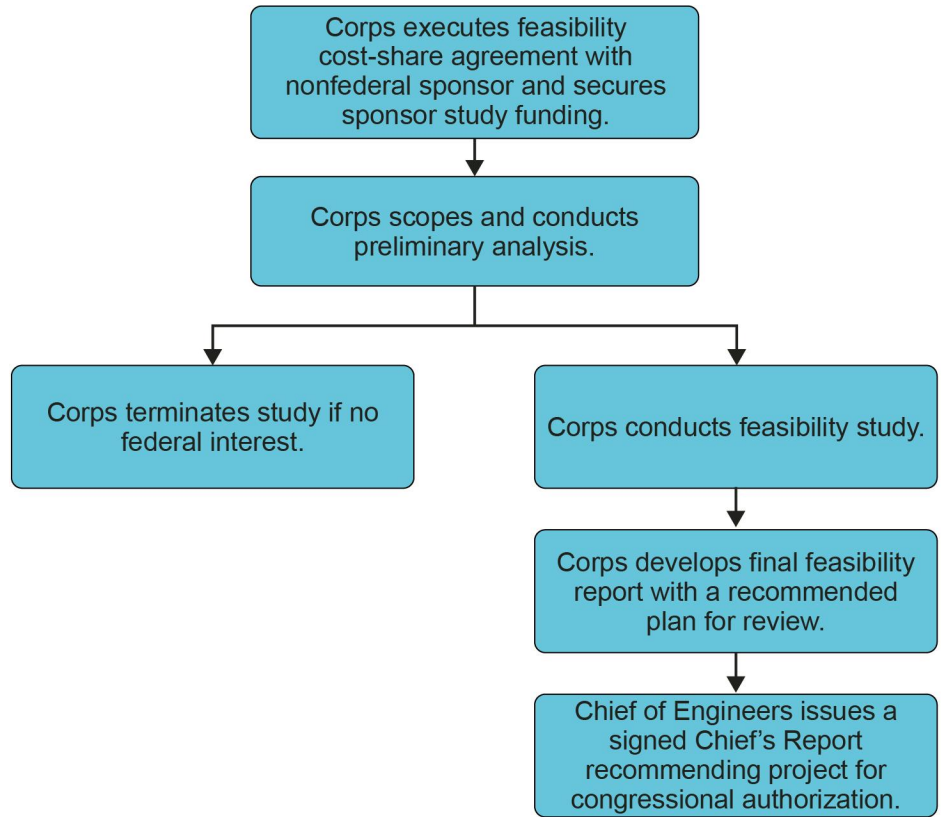 Corps executes feasibility
cost-share agreement with
nonfederal sponsor and secures
sponsor study funding.
Corps scopes and conducts
preliminary analysis.
Corps terminates study if no
federal interest.
Corps conducts feasibility study.
Corps develops final feasibility
report with a recommended
plan for review.
Chief of Engineers issues a
signed Chief’s Report
recommending project for
congressional authorization.